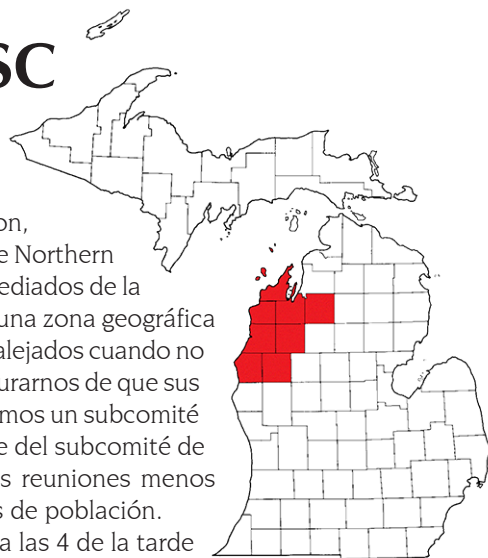 SC
on,
e Northern
ediados de la
una zona geográfica
alejados cuando no
urarnos de que sus
mos un subcomité
e del subcomité de
s reuniones menos
s de población.
a las 4 de la tarde